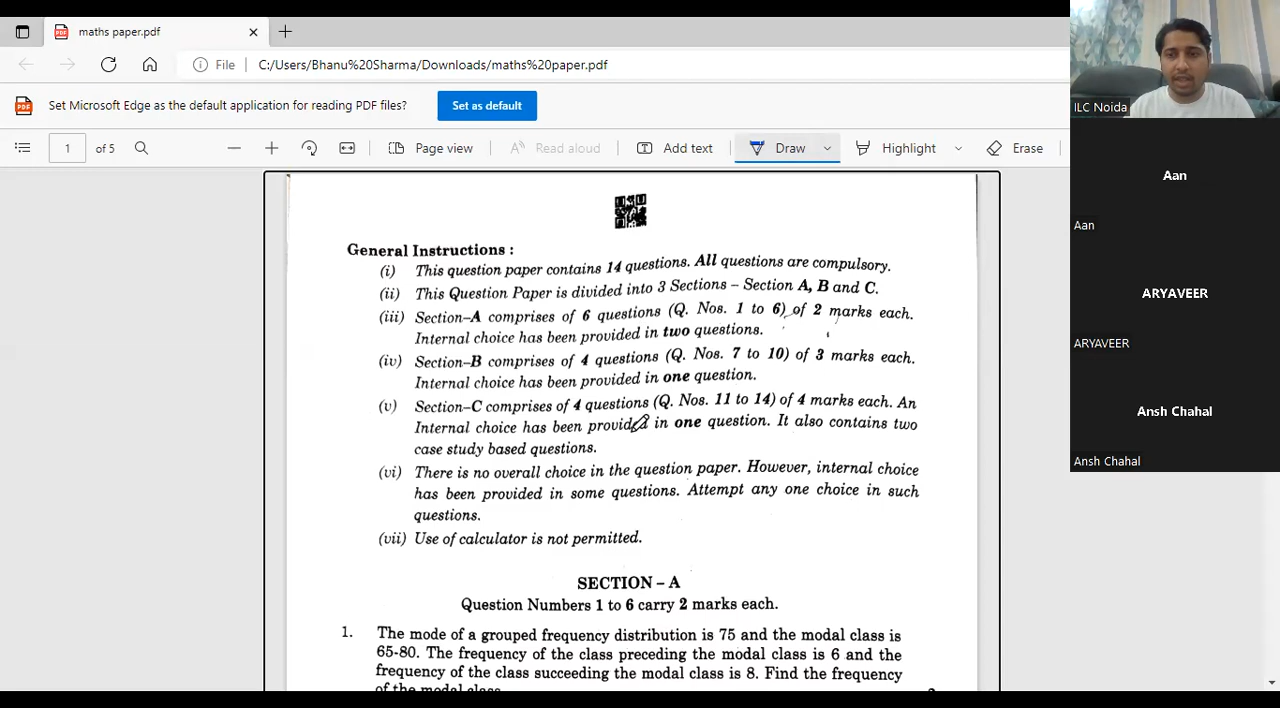 maths paper.pdf
File
C:/Users/Bhanu%20Sharma/Downloads/maths%20paper.pdf
Set Microsoft Edge as the default application for reading PDF files?
Set as default
1 of 5
Page view
Read aloud
Add text
Draw
Highlight
Erase
General Instructions :
(i) This question paper contains 14 questions. All questions are compulsory.
(ii) This Question Paper is divided into 3 Sections – Section A, B and C.
(iii) Section–A comprises of 6 questions (Q. Nos. 1 to 6) of 2 marks each.
Internal choice has been provided in two questions.
(iv) Section–B comprises of 4 questions (Q. Nos. 7 to 10) of 3 marks each.
Internal choice has been provided in one question.
(v) Section–C comprises of 4 questions (Q. Nos. 11 to 14) of 4 marks each. An
Internal choice has been provided in one question. It also contains two
case study based questions.
(vi) There is no overall choice in the question paper. However, internal choice
has been provided in some questions. Attempt any one choice in such
questions.
(vii) Use of calculator is not permitted.
SECTION – A
Question Numbers 1 to 6 carry 2 marks each.
1. The mode of a grouped frequency distribution is 75 and the modal class is
65-80. The frequency of the class preceding the modal class is 6 and the
frequency of the class succeeding the modal class is 8. Find the frequency
of the modal class.
ILC Noida
Aan
Aan
ARYAVEER
ARYAVEER
Ansh Chahal
Ansh Chahal